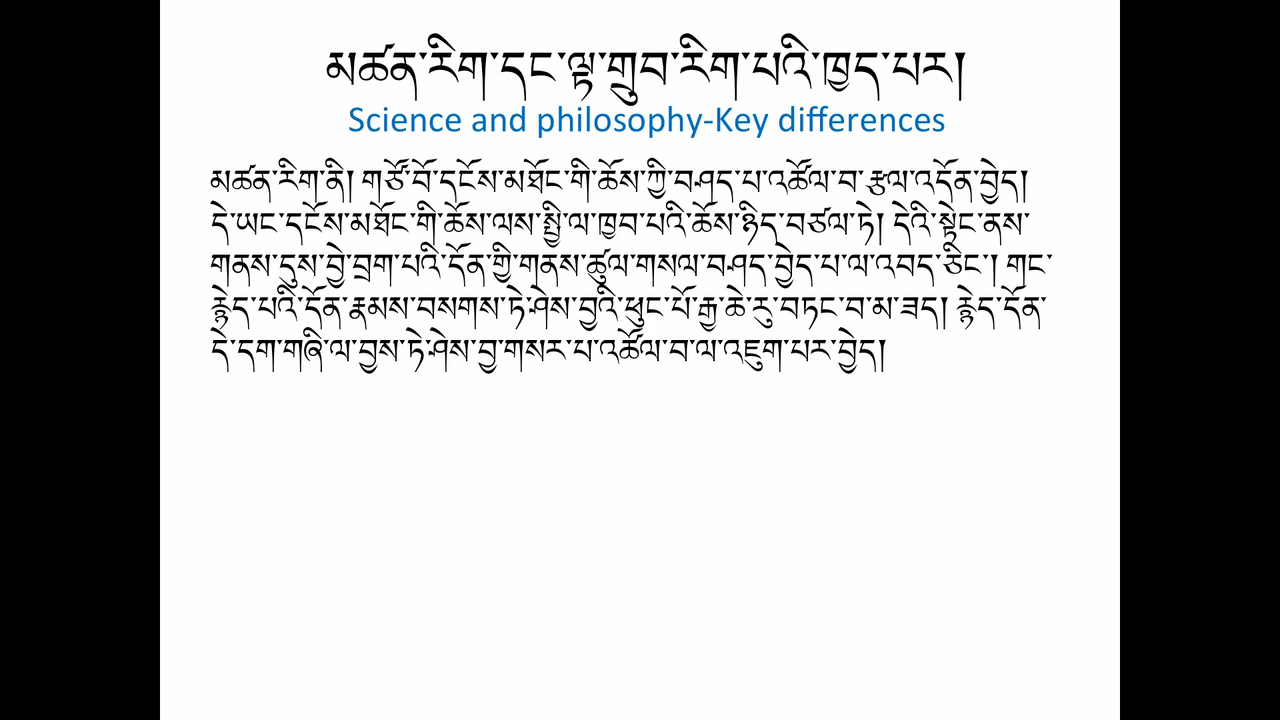 མཚན་རིག་དང་ལྟ་གྲུབ་རིག་པའི་ཁྱད་པར།
Science and philosophy-Key differences
མཚན་རིག་ནི། གཙོ་བོ་དངོས་མཐོང་གི་ཆོས་ཀྱི་བཤད་པ་འཚོལ་བ་རྩལ་འདོན་བྱེད།
དེ་ཡང་དངོས་མཐོང་གི་ཆོས་ལས་སྤྱི་ལ་ཁྱབ་པའི་ཆོས་ཉིད་བཙལ་ཏེ། དེའི་སྟེང་ནས་
གནས་དུས་བྱེ་བྲག་པའི་དོན་གྱི་གནས་ཚུལ་གསལ་བཤད་བྱེད་པ་ལ་འབད་ཅིང་། གང་
རྙེད་པའི་དོན་རྣམས་བསགས་ཏེ་ཤེས་བྱའི་ཕུང་པོ་རྒྱ་ཆེ་རུ་བཏང་བ་མ་ཟད། རྙེད་དོན་
དེ་དག་གཞི་ལ་བྱས་ཏེ་ཤེས་བྱ་གསར་པ་འཚོལ་བ་ལ་འཇུག་པར་བྱེད།